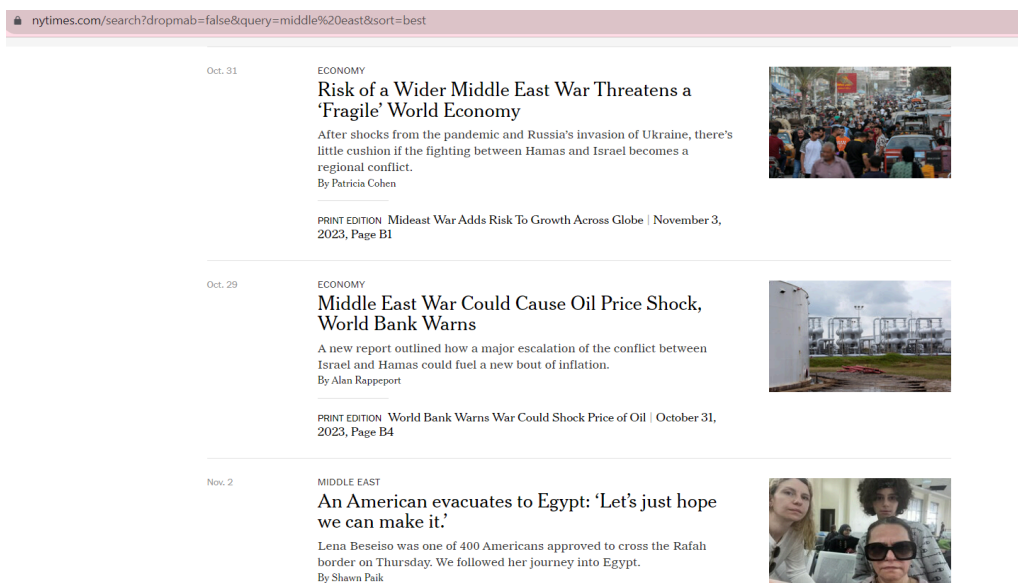 nytimes.com/search?dropmab=false&query=middle%20east&sort=best
Oct. 31
ECONOMY
Risk of a Wider Middle East War Threatens a
‘Fragile’ World Economy
After shocks from the pandemic and Russia’s invasion of Ukraine, there’s
little cushion if the fighting between Hamas and Israel becomes a
regional conflict.
By Patricia Cohen
PRINT EDITION Mideast War Adds Risk To Growth Across Globe | November 3,
2023, Page B1
Oct. 29
ECONOMY
Middle East War Could Cause Oil Price Shock,
World Bank Warns
A new report outlined how a major escalation of the conflict between
Israel and Hamas could fuel a new bout of inflation.
By Alan Rappeport
PRINT EDITION World Bank Warns War Could Shock Price of Oil | October 31,
2023, Page B4
Nov. 2
MIDDLE EAST
An American evacuates to Egypt: ‘Let’s just hope
we can make it.’
Lena Beseiso was one of 400 Americans approved to cross the Rafah
border on Thursday. We followed her journey into Egypt.
By Shawn Paik